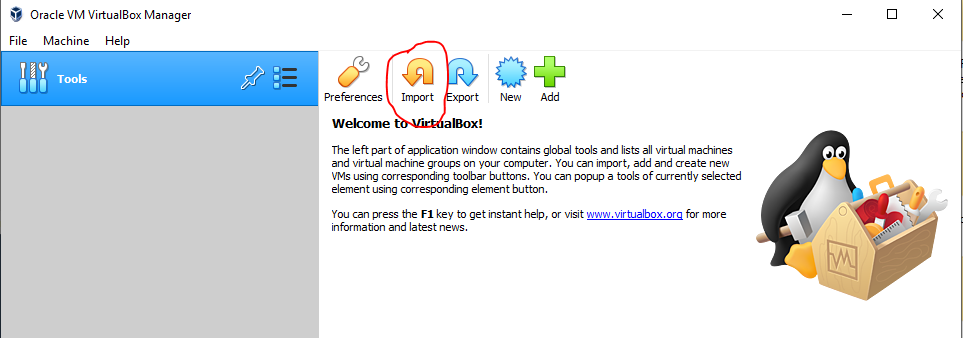 Oracle VM VirtualBox Manager
File Machine Help
Tools
Preferences Import Export New Add
Welcome to VirtualBox!
The left part of application window contains global tools and lists all virtual machines
and virtual machine groups on your computer. You can import, add and create new
VMs using corresponding toolbar buttons. You can popup a tools of currently selected
element using corresponding element button.
You can press the F1 key to get instant help, or visit www.virtualbox.org for more
information and latest news.